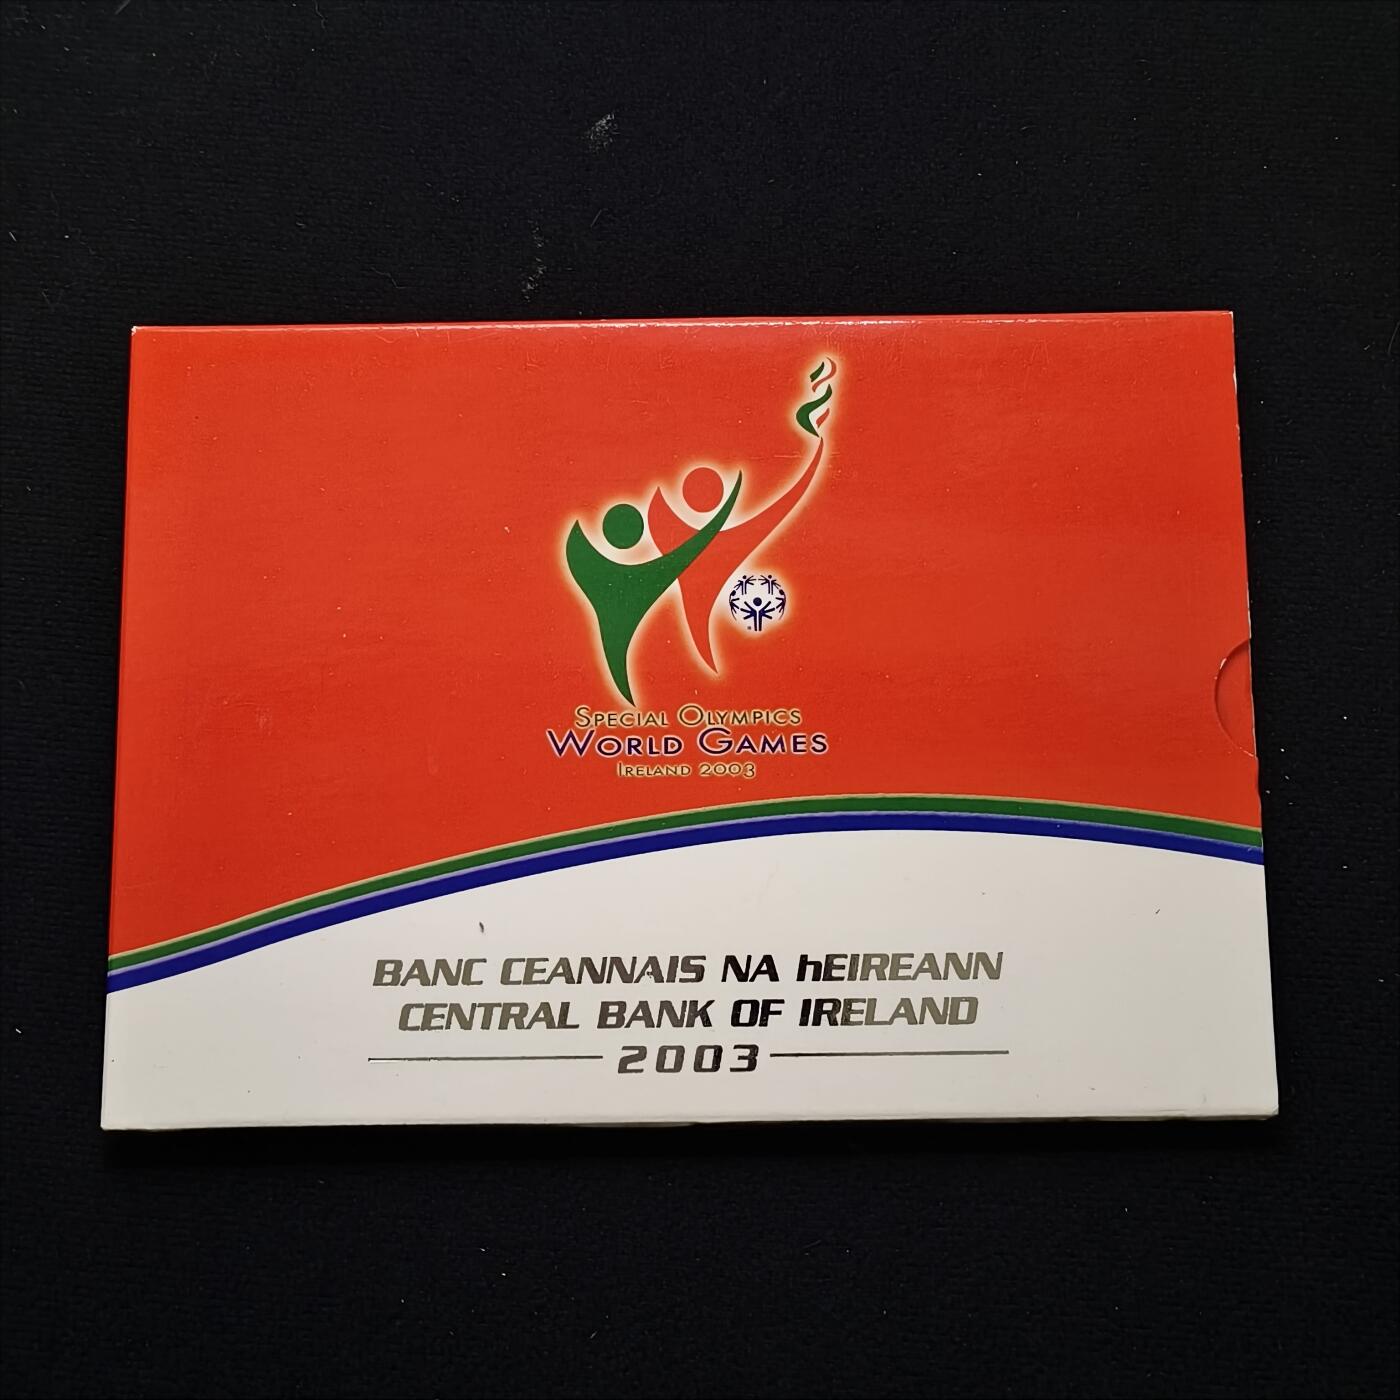 Special Olympics
World Games
Ireland 2003
BANC CEANNAIS NA hEIREANN
CENTRAL BANK OF IRELAND
2003